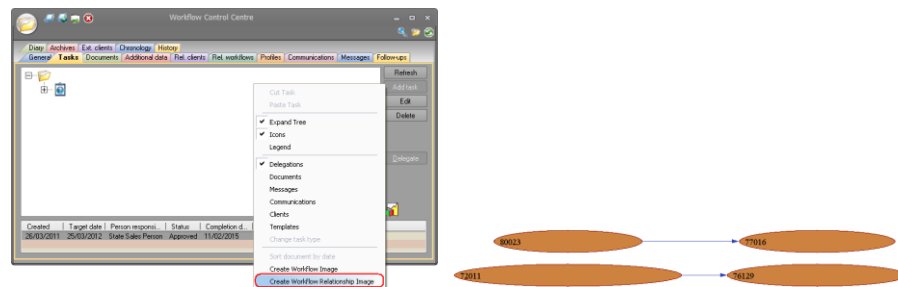 Workflow Control Centre
Diary Archives Ext. clients Chronology History
General Tasks Documents Additional data Rel. clients Rel. workflows Profiles Communications Messages Follow-ups
Refresh
Add task
Edit
Delete
Delegate
Cut Task
Paste Task
Expand Tree
Icons
Legend
Delegations
Documents
Messages
Communications
Clients
Templates
Change task type
Sort document by date
Create Workflow Image
Create Workflow Relationship Image
Created Target date Person responsi... Status Completion d...
26/03/2011 25/03/2012 State Sales Person Approved 11/02/2015
80023 77016
72011 76129